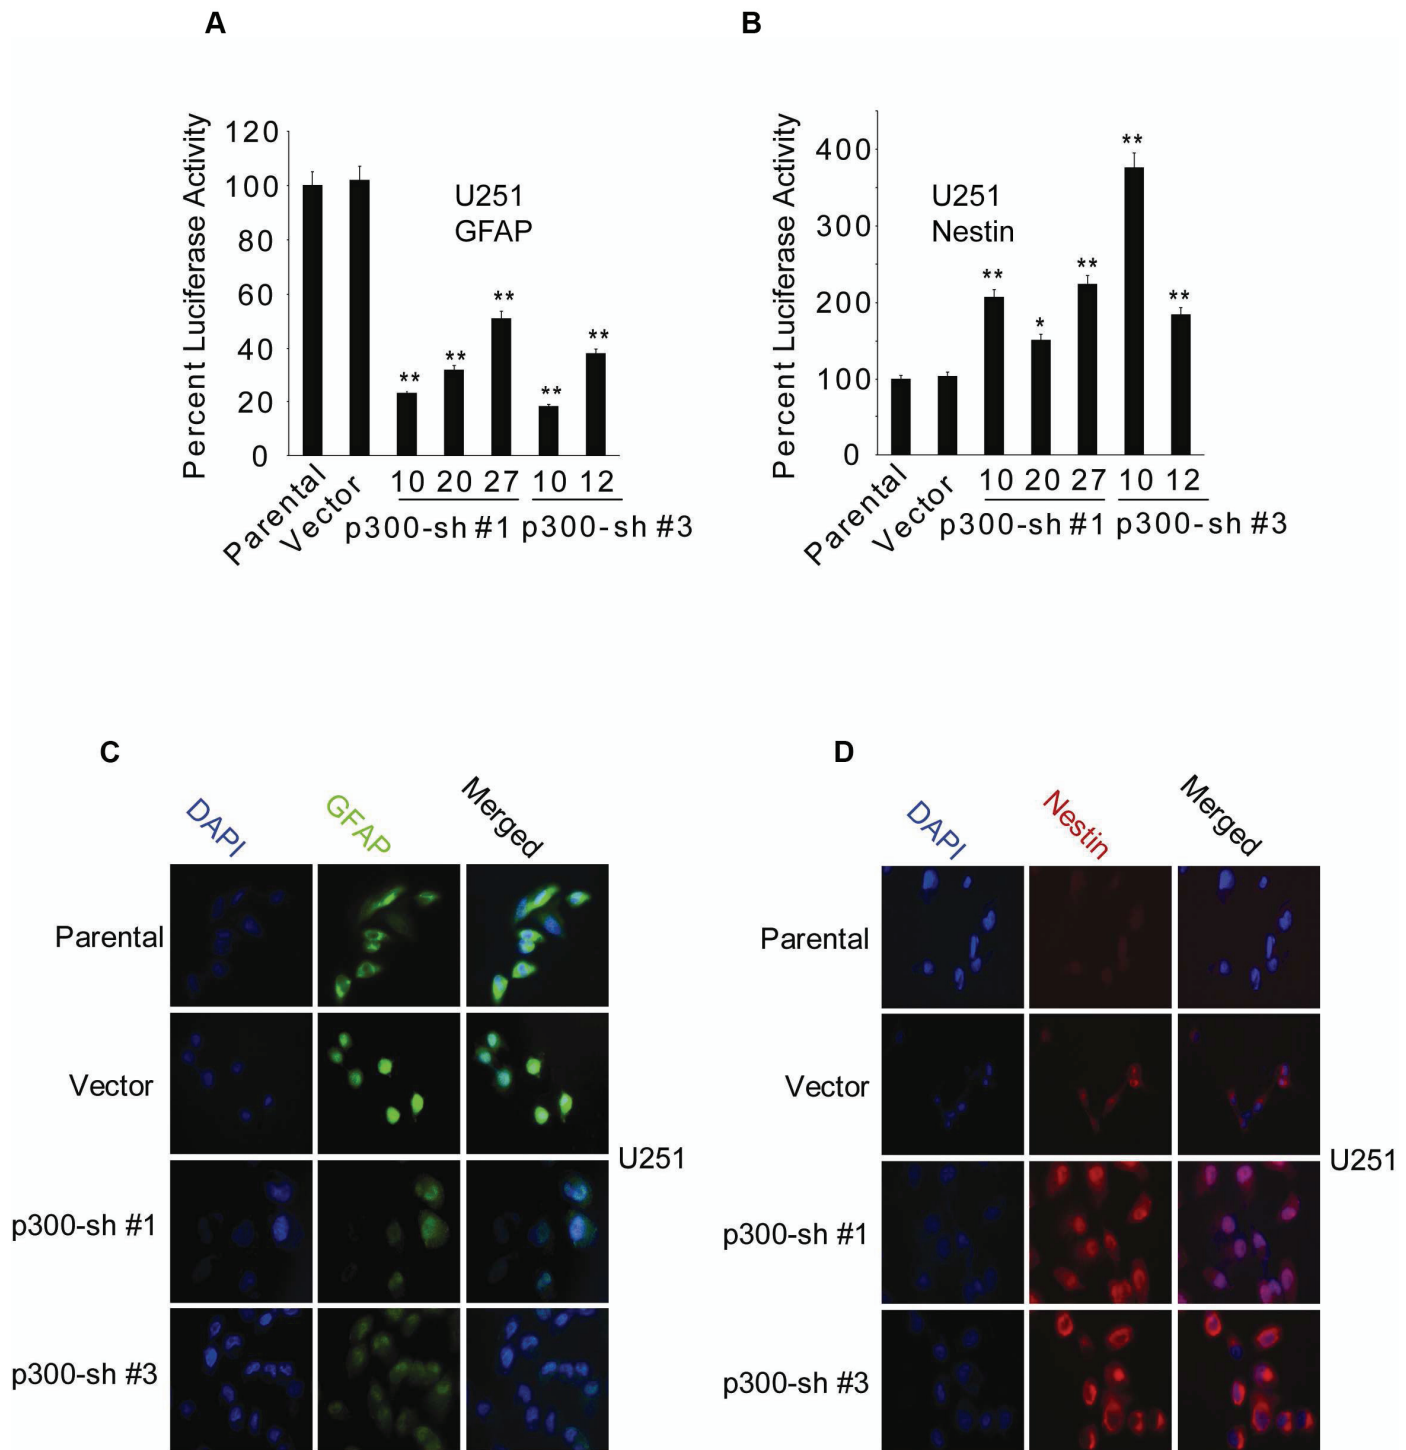 A
B
Percent Luciferase Activity
120
100
80
60
40
20
0
U251
GFAP
**
**
**
**
**
Parental
Vector
10 20 27 10 12
p300-sh #1 p300-sh #3
Percent Luciferase Activity
400
300
200
100
0
U251
Nestin
**
*
**
**
**
Parental
Vector
10 20 27 10 12
p300-sh #1 p300-sh #3
C
DAPI
GFAP
Merged
Parental
Vector
p300-sh #1
p300-sh #3
U251
D
DAPI
Nestin
Merged
Parental
Vector
p300-sh #1
p300-sh #3
U251